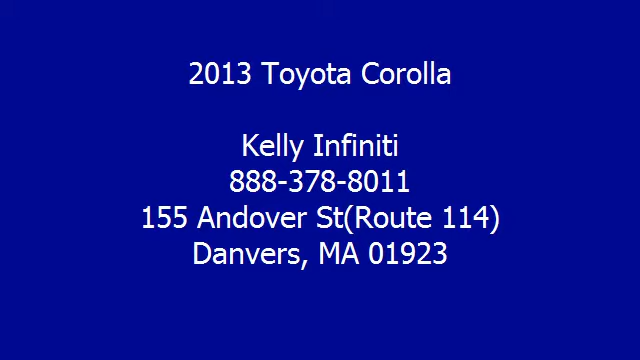 2013 Toyota Corolla
Kelly Infiniti
888-378-8011
155 Andover St(Route 114)
Danvers, MA 01923